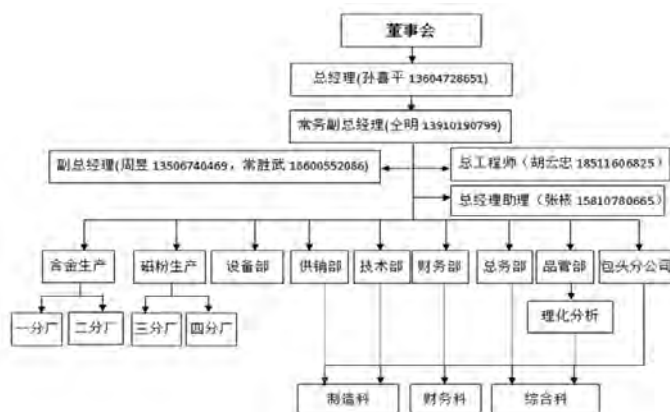 董事会
总经理(孙喜平 13604728651)
常务副总经理(仝明 13910190799)
副总经理(周昱 13506740469，常胜武 18600552086)
总工程师（胡云忠 18511606825）
总经理助理（张核 15810780665）
合金生产 磁粉生产 设备部 供销部 技术部 财务部 总务部 品管部 包头分公司
一分厂 二分厂 三分厂 四分厂 理化分析
制造科 财务科 综合科